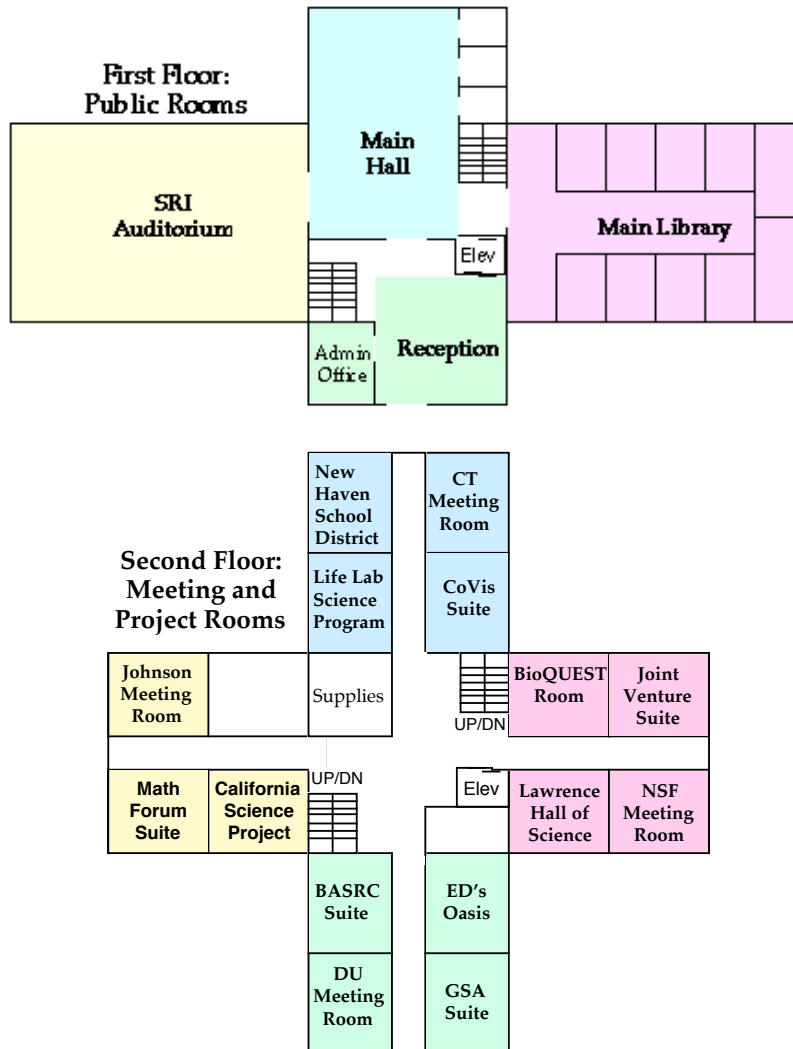 First Floor:
Public Rooms
Main
Hall
SRI
Auditorium
Main Library
Elev
Admin
Office
Reception
New
Haven
School
District
CT
Meeting
Room
Second Floor:
Meeting and
Project Rooms
Life Lab
Science
Program
CoVis
Suite
Johnson
Meeting
Room
Supplies
BioQUEST
Room
Joint
Venture
Suite
UP/DN
UP/DN
Math
Forum
Suite
California
Science
Project
Elev
Lawrence
Hall of
Science
NSF
Meeting
Room
BASRC
Suite
ED's
Oasis
DU
Meeting
Room
GSA
Suite